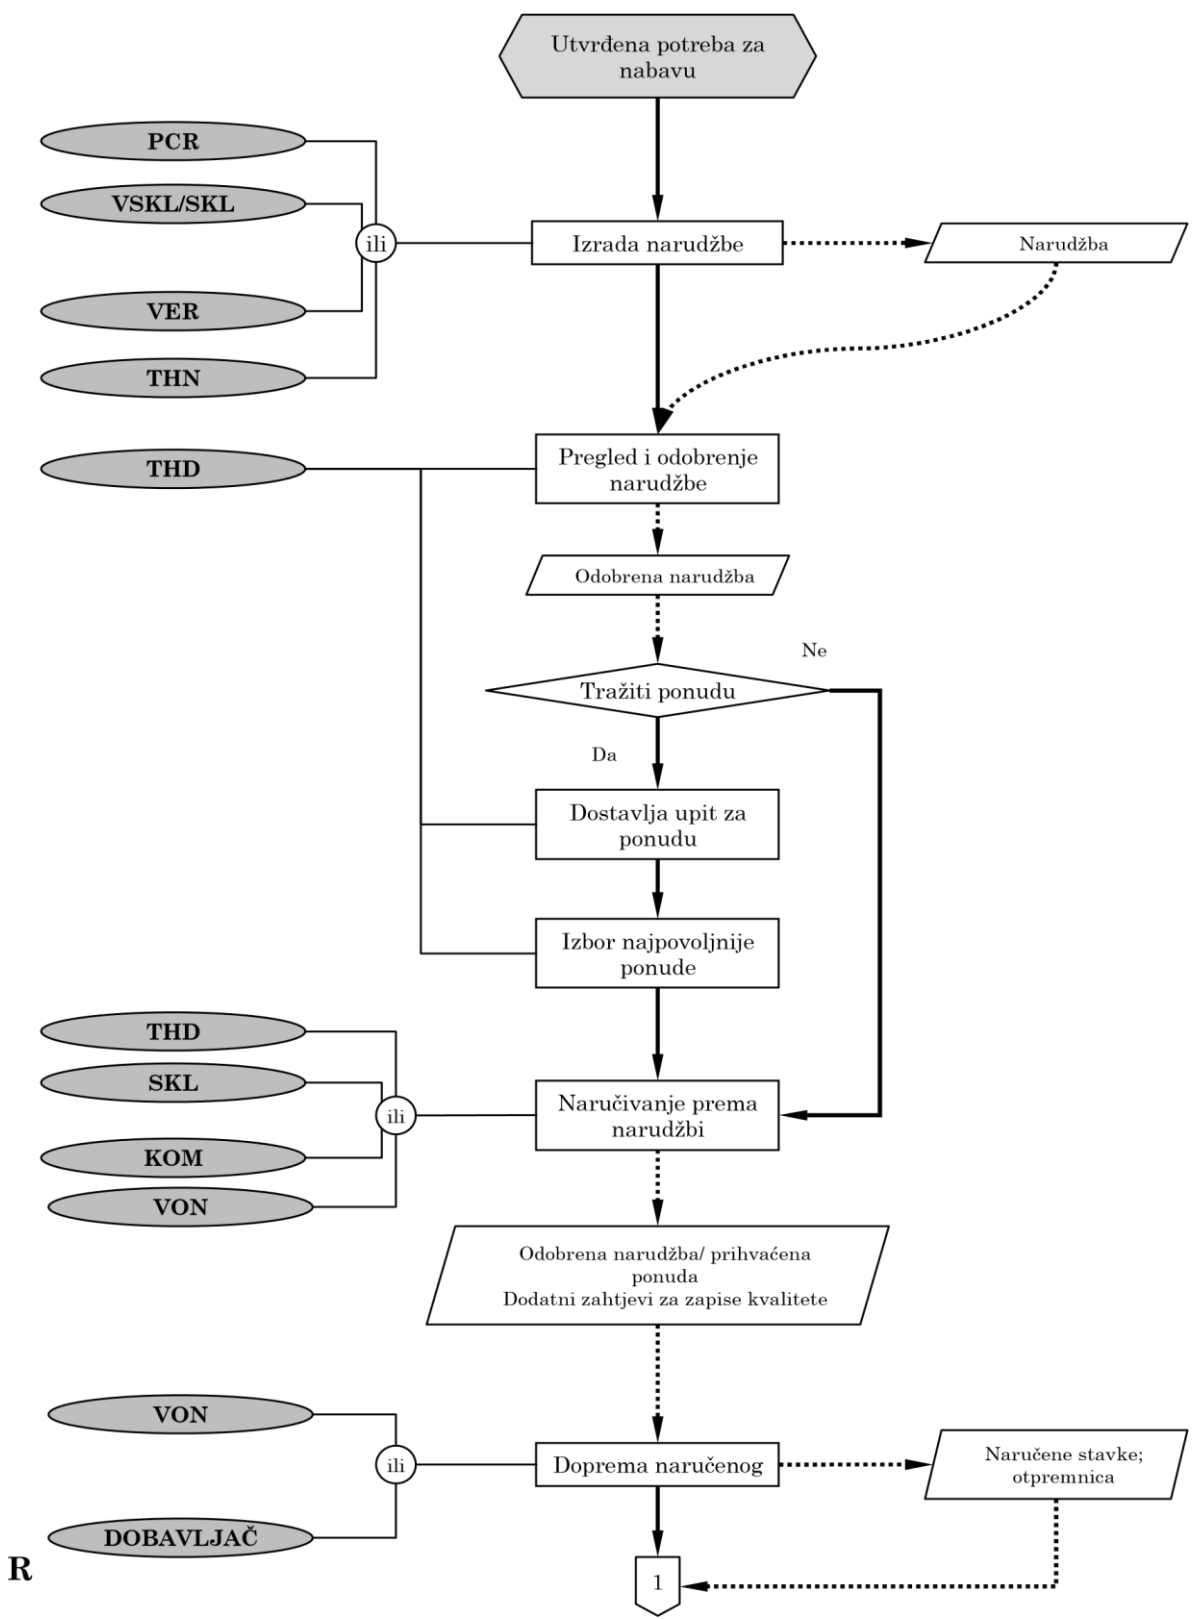 Utvrđena potreba za
nabavu
PCR
VSKL/SKL
ili
Izrada narudžbe
Narudžba
VER
THN
THD
Pregled i odobrenje
narudžbe
Odobrena narudžba
Ne
Tražiti ponudu
Da
Dostavlja upit za
ponudu
Izbor najpovoljnije
ponude
THD
SKL
ili
Naručivanje prema
narudžbi
KOM
VON
Odobrena narudžba/ prihvaćena
ponuda
Dodatni zahtjevi za zapise kvalitete
VON
ili
Doprema naručenog
Naručene stavke;
otpremnica
DOBAVLJAČ
R
1